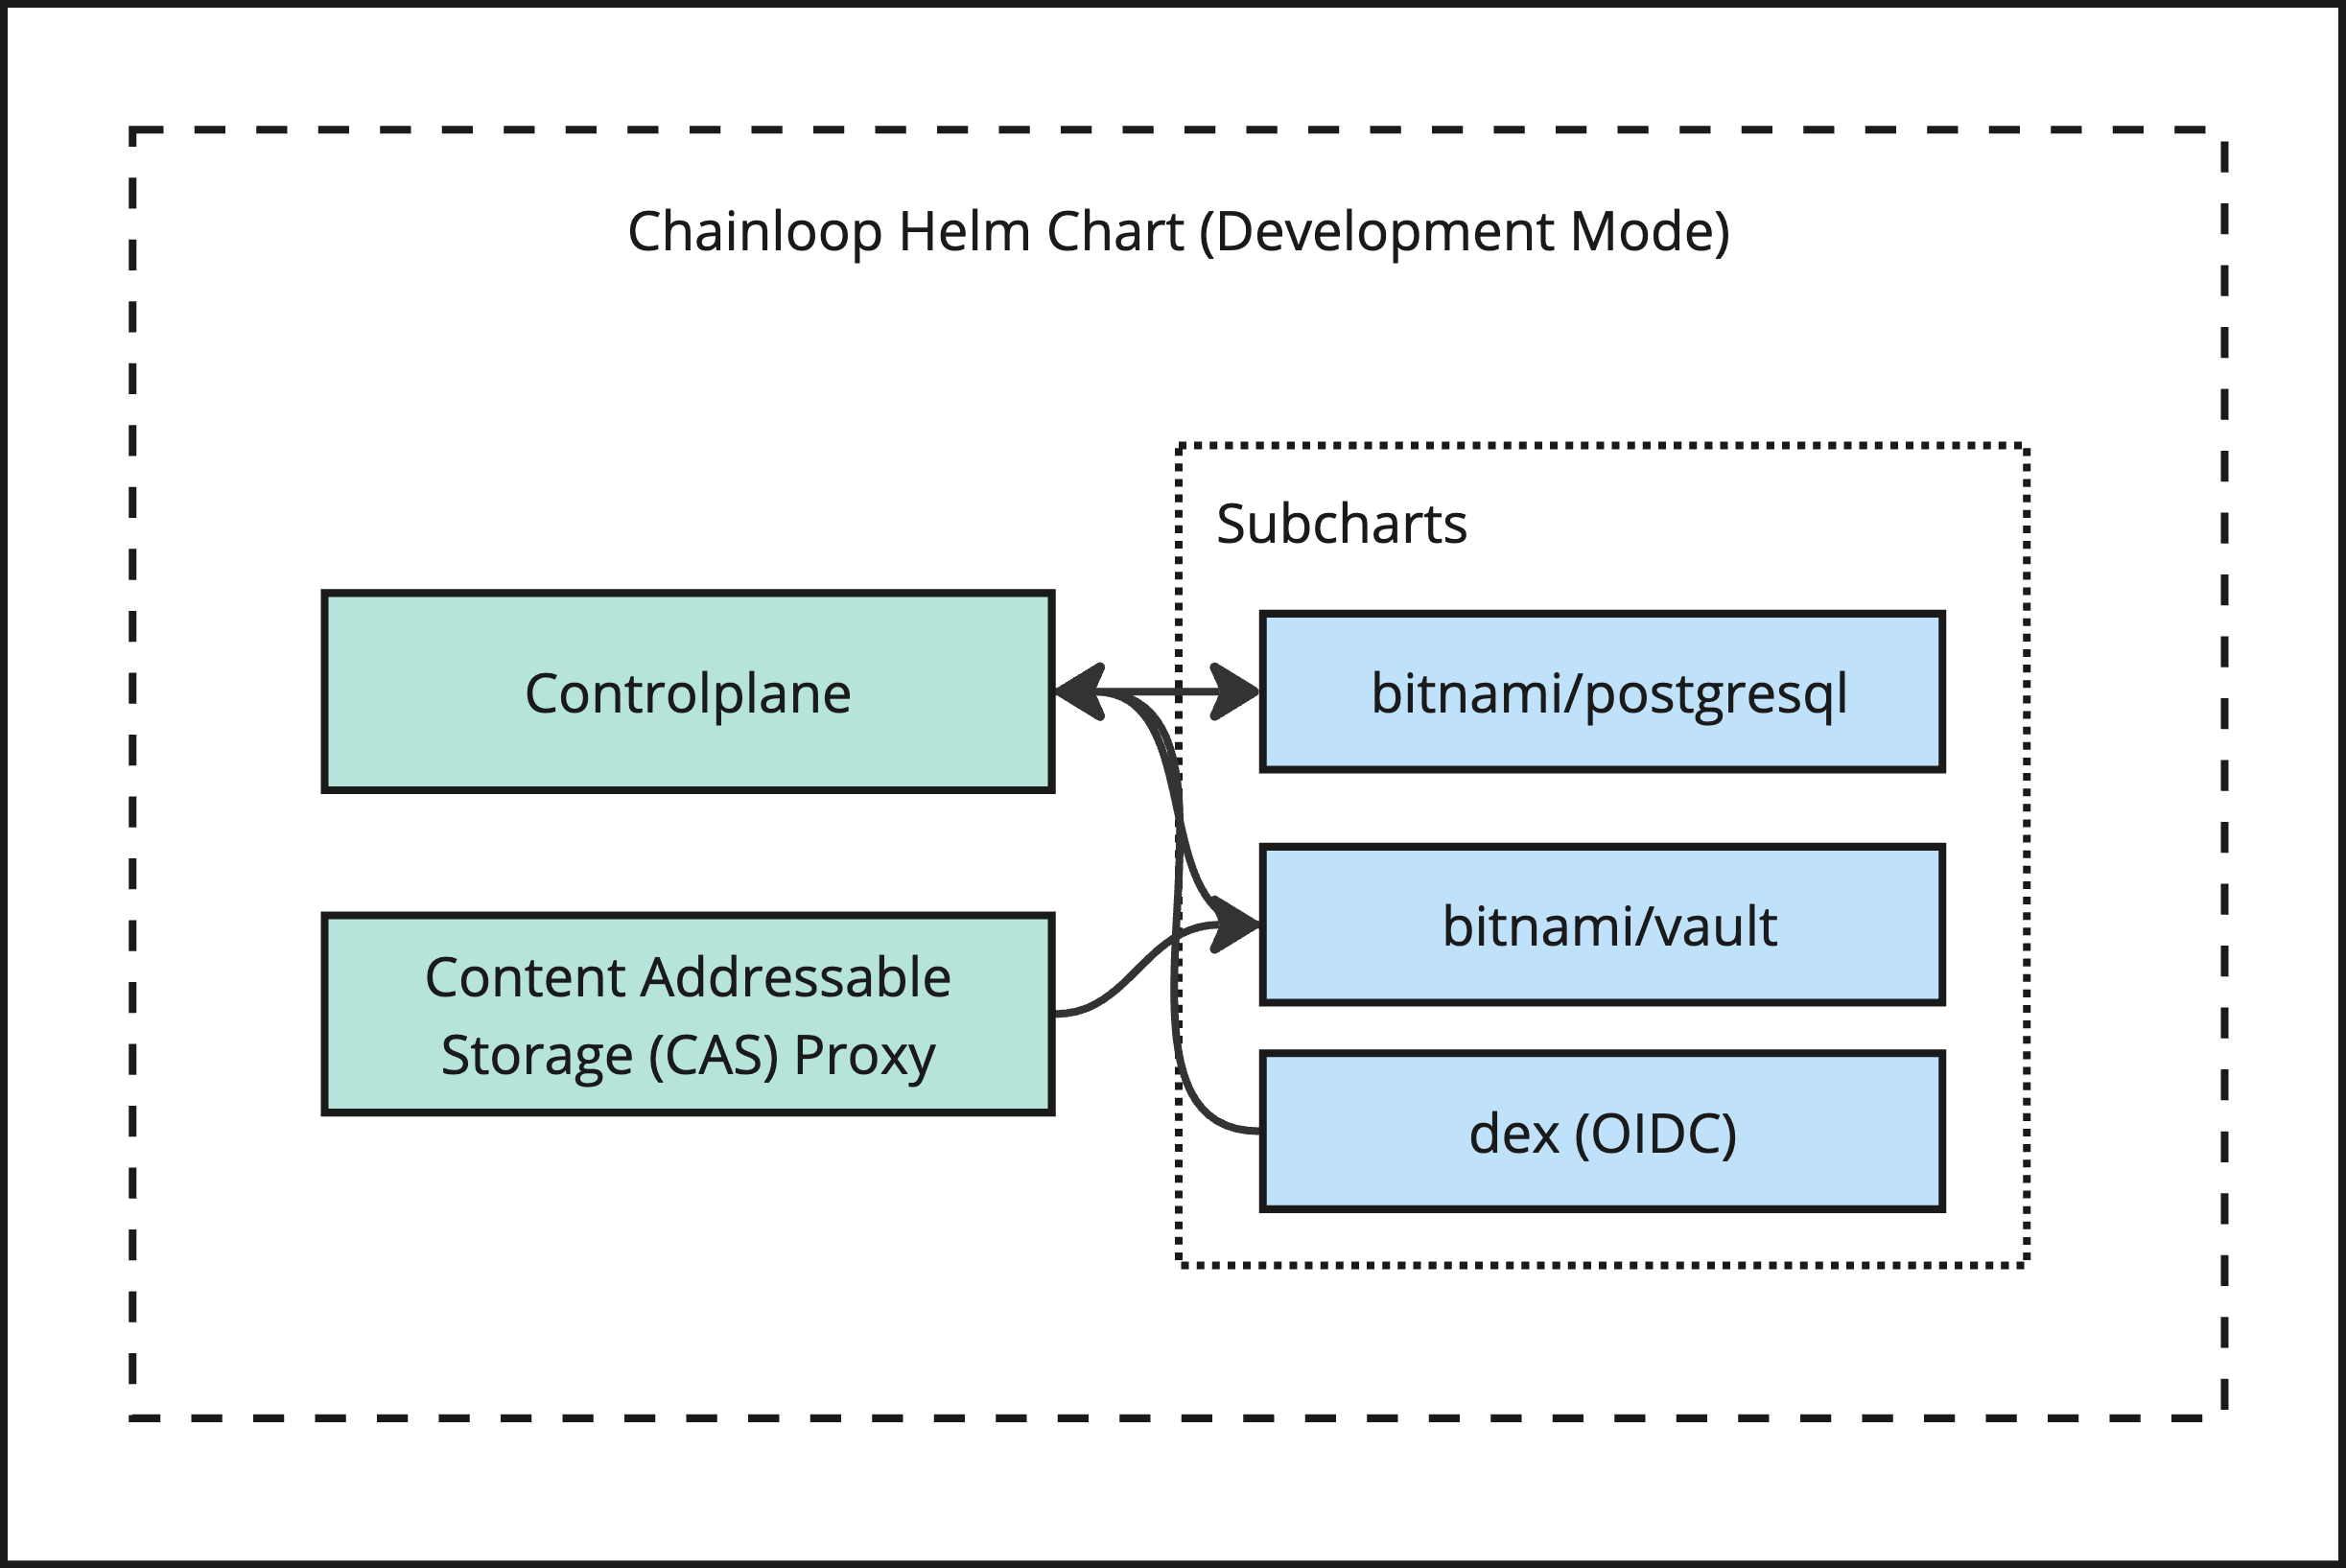 Chainloop Helm Chart (Development Mode)
Subcharts
Controlplane
bitnami/postgresql
bitnami/vault
Content Addressable
Storage (CAS) Proxy
dex (OIDC)